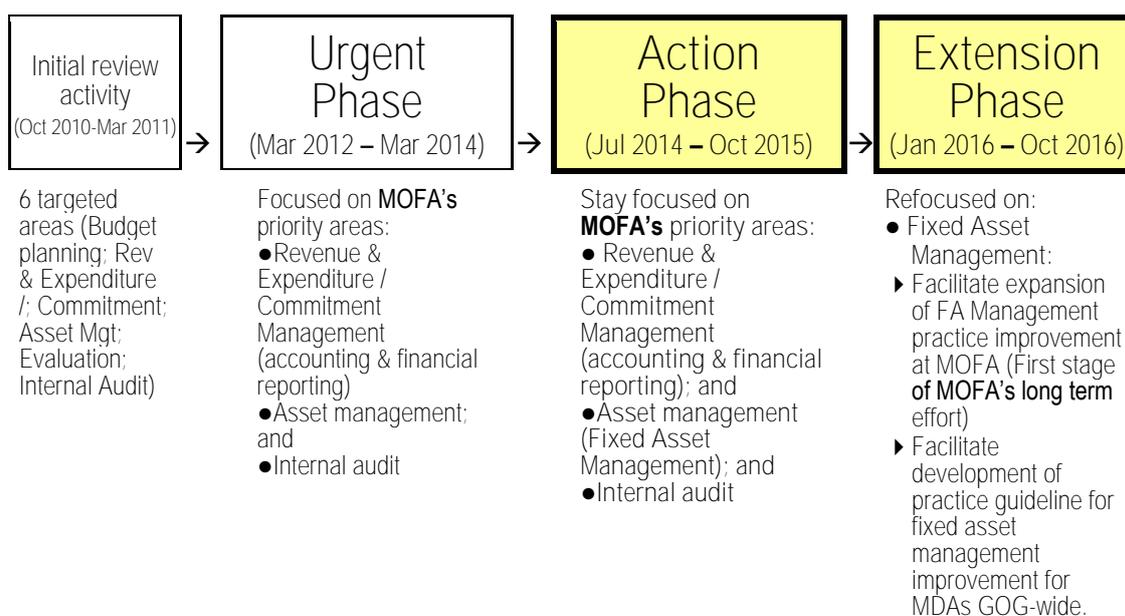 Initial review
activity
(Oct 2010-Mar 2011)
→
Urgent
Phase
(Mar 2012 – Mar 2014)
→
Action
Phase
(Jul 2014 – Oct 2015)
→
Extension
Phase
(Jan 2016 – Oct 2016)
6 targeted
areas (Budget
planning; Rev
& Expenditure
/; Commitment;
Asset Mgt;
Evaluation;
Internal Audit)
Focused on MOFA's
priority areas:
●Revenue &
Expenditure /
Commitment
Management
(accounting & financial
reporting)
●Asset management;
and
●Internal audit
Stay focused on
MOFA's priority areas:
● Revenue &
Expenditure /
Commitment
Management
(accounting & financial
reporting); and
●Asset management
(Fixed Asset
Management); and
●Internal audit
Refocused on:
● Fixed Asset
Management:
▶ Facilitate expansion
of FA Management
practice improvement
at MOFA (First stage
of MOFA's long term
effort)
▶ Facilitate
development of
practice guideline for
fixed asset
management
improvement for
MDAs GOG-wide.